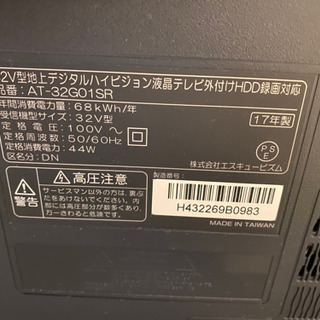 2V型地上デジタルハイビジョン液晶テレビ外付けHDD録画対応
品番:AT-32G01SR
年間消費電力量:68kWh/年
受信機型サイズ:32V型
定格電圧:100V～
定格周波数:50/60Hz
定格消費電力:44W
区分:DN
17年製
PSE
株式会社エスキュービズム
警告
高圧注意
サービスマン以外の方は、裏ぶたをあけないでください。内部には高圧部分が数多くあり万一さわると危険です。
製造番号:
H432269B0983
MADE IN TAIWAN